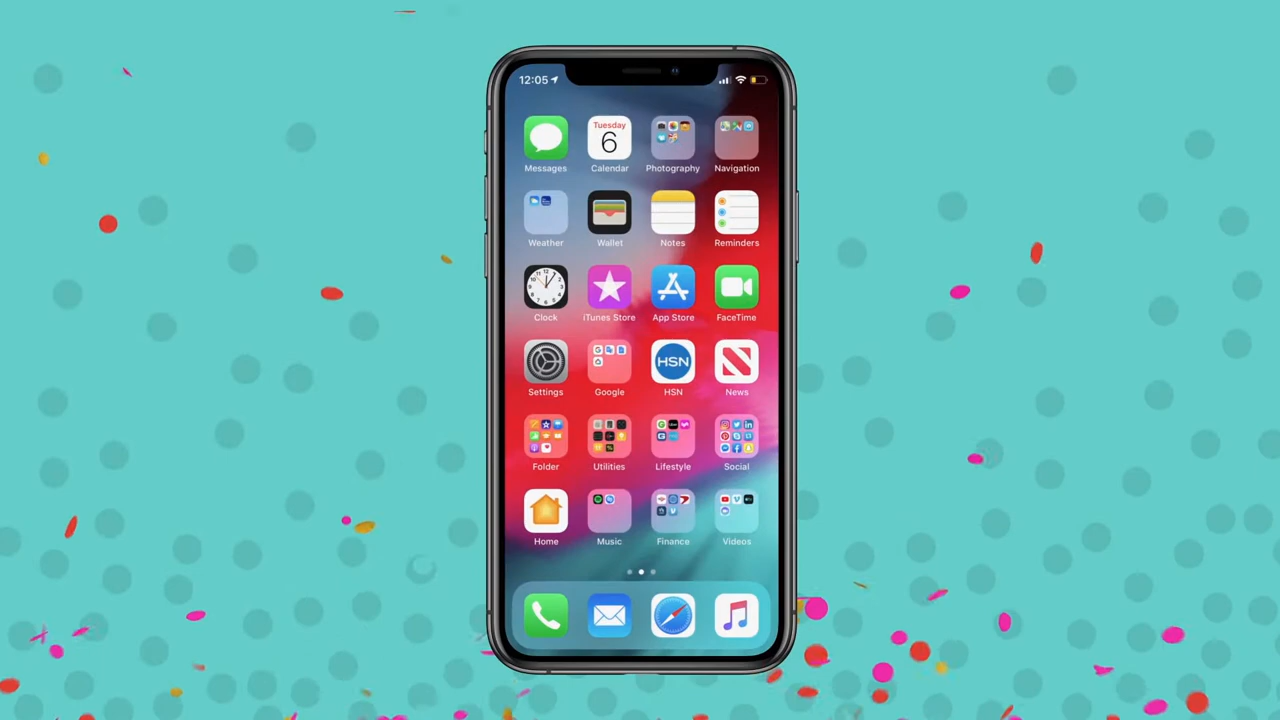 12:05
Tuesday
6
Messages Calendar Photography Navigation
Weather Wallet Notes Reminders
Clock iTunes Store App Store FaceTime
HSN
Settings Google HSN News
Folder Utilities Lifestyle Social
Home Music Finance Videos